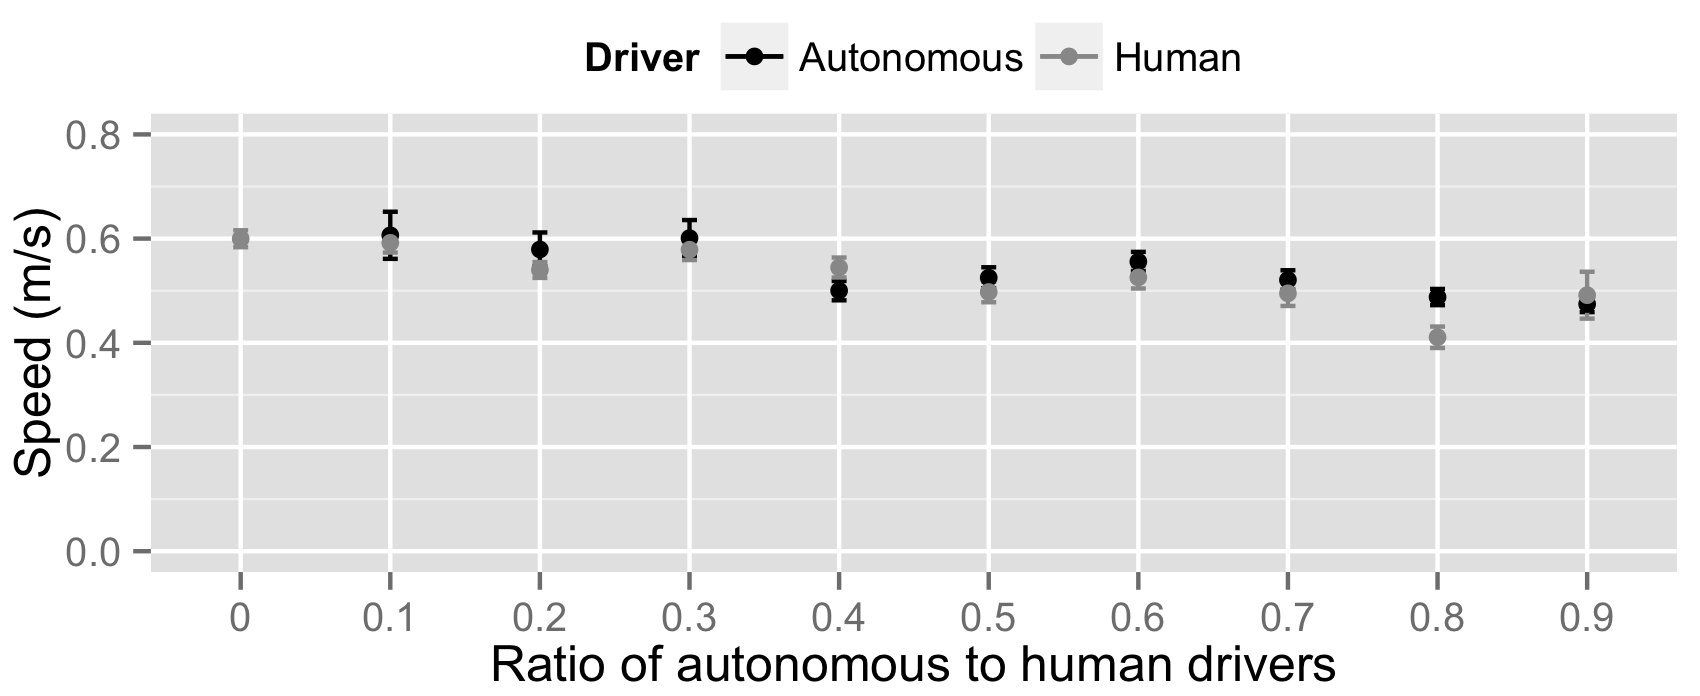 Driver Autonomous Human
0.8
0.6
0.4
0.2
0.0
Speed (m/s)
0 0.1 0.2 0.3 0.4 0.5 0.6 0.7 0.8 0.9
Ratio of autonomous to human drivers